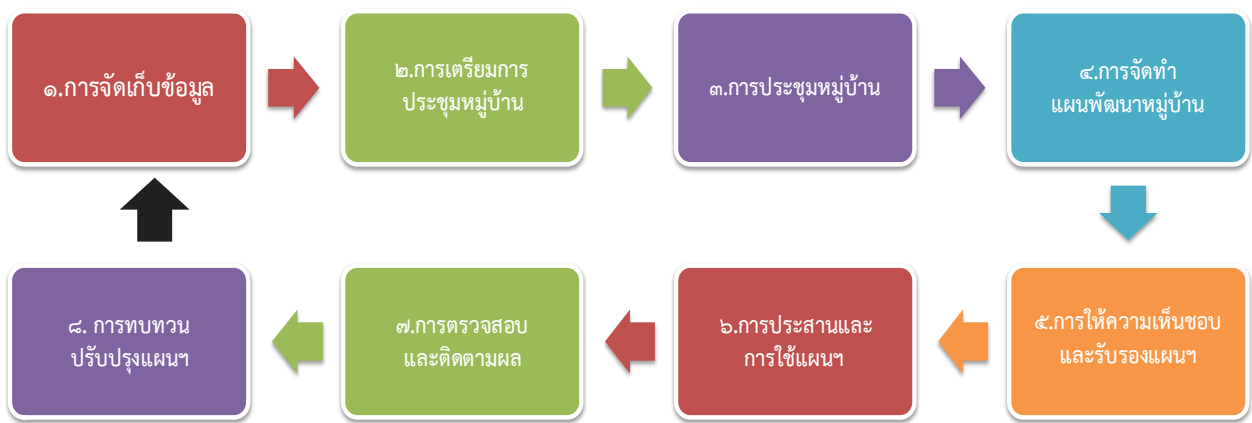 ๑.การจัดเก็บข้อมูล
๒.การเตรียมการ
ประชุมหมู่บ้าน
๓.การประชุมหมู่บ้าน
๔.การจัดทำ
แผนพัฒนาหมู่บ้าน
๕.การให้ความเห็นชอบ
และรับรองแผนฯ
๖.การประสานและ
การใช้แผนฯ
๗.การตรวจสอบ
และติดตามผล
๘. การทบทวน
ปรับปรุงแผนฯ